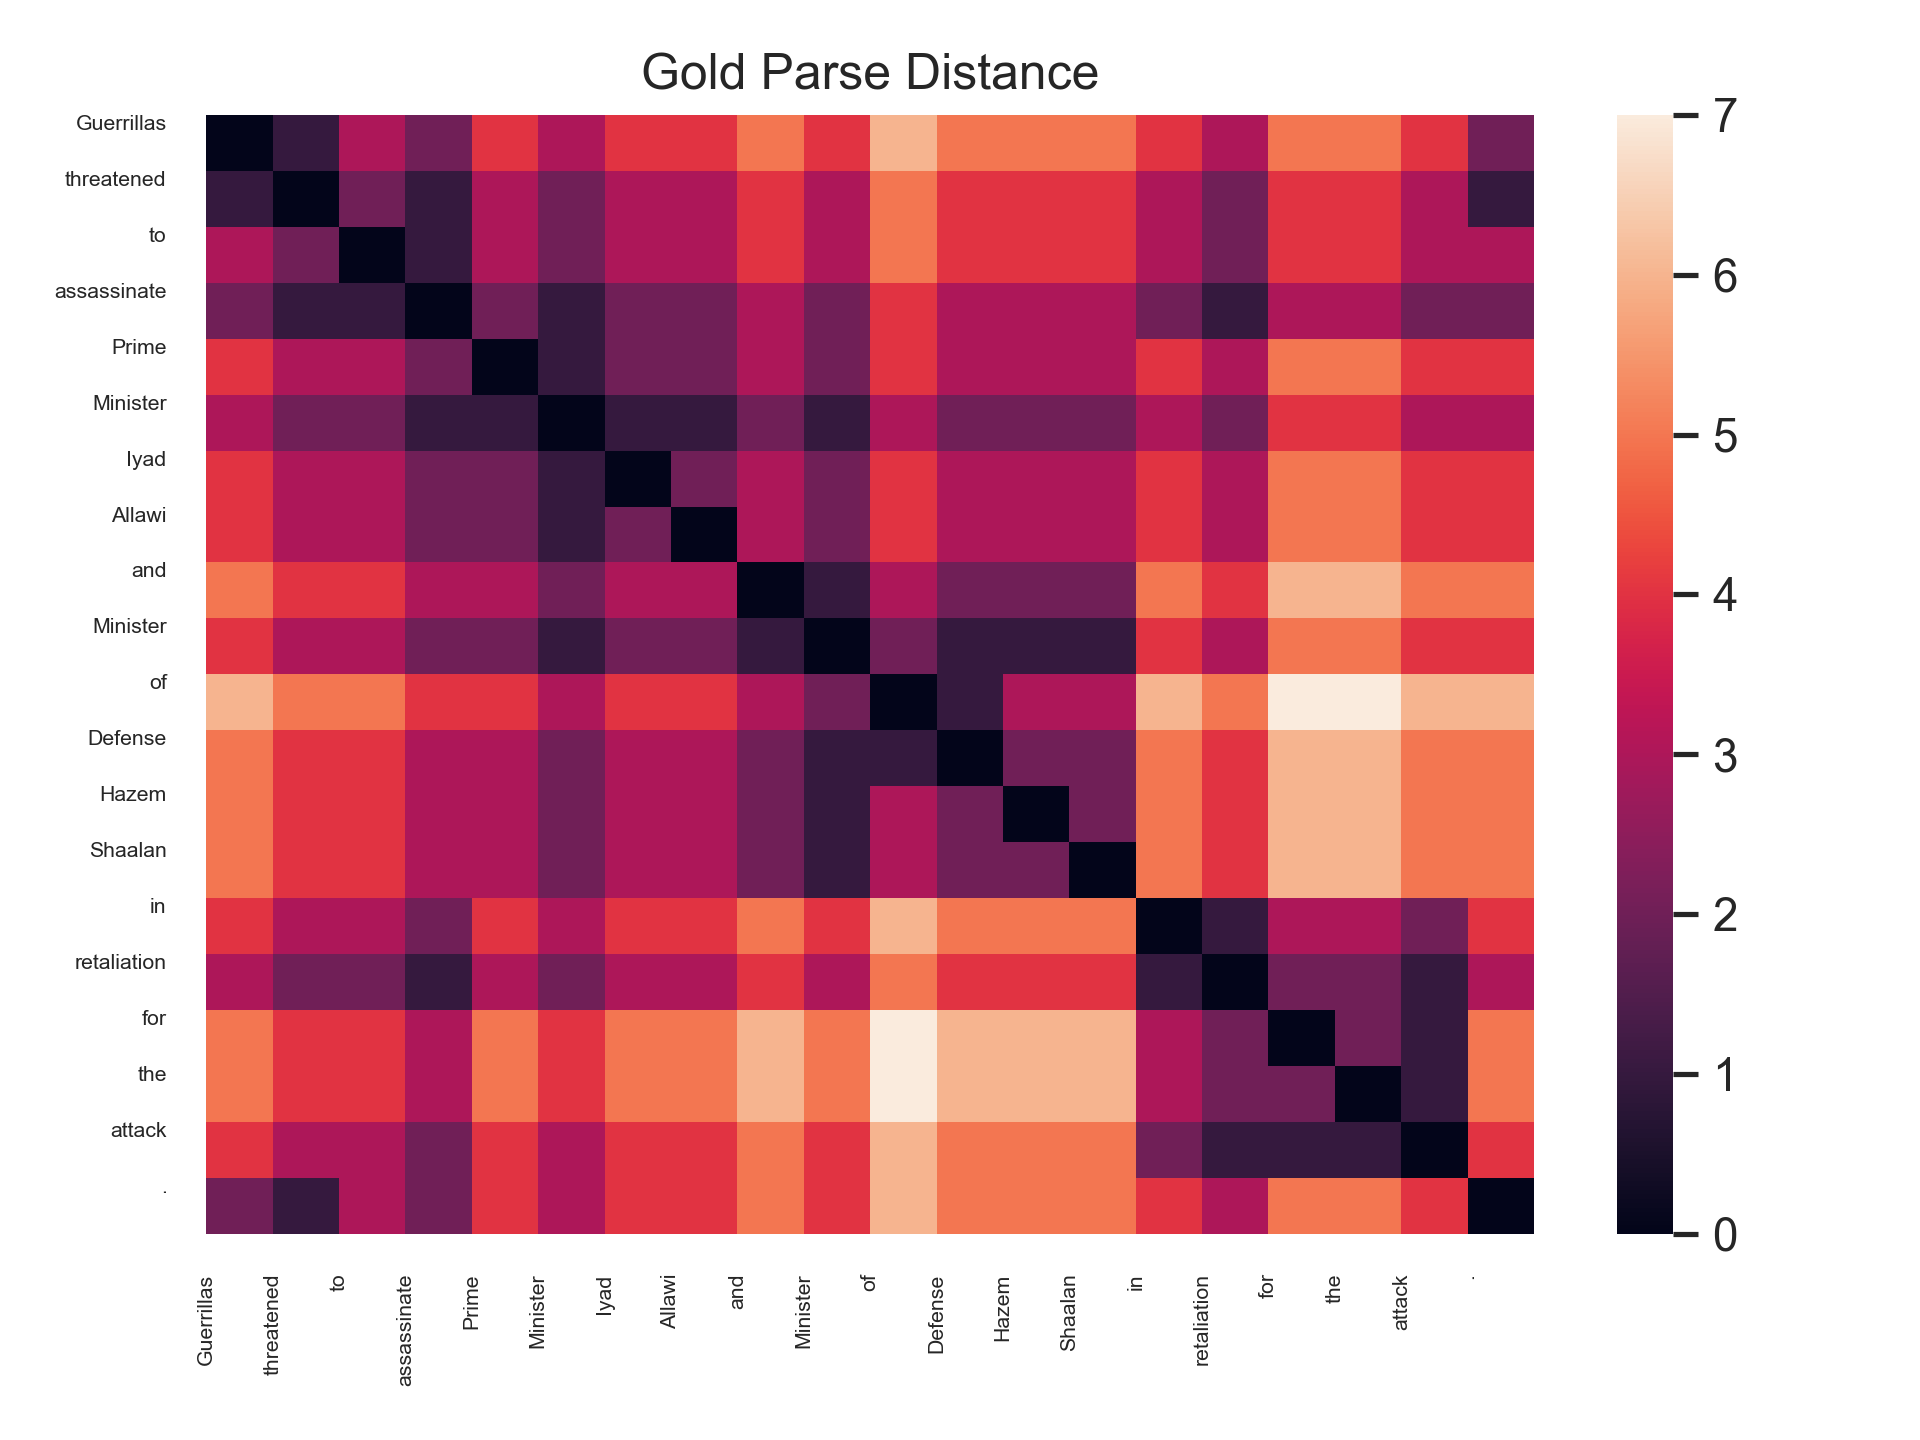 Gold Parse Distance
Guerrillas
threatened
to
assassinate
Prime
Minister
Iyad
Allawi
and
Minister
of
Defense
Hazem
Shaalan
in
retaliation
for
the
attack
.
Guerrillas
threatened
to
assassinate
Prime
Minister
Iyad
Allawi
and
Minister
of
Defense
Hazem
Shaalan
in
retaliation
for
the
attack
.
7
6
5
4
3
2
1
0